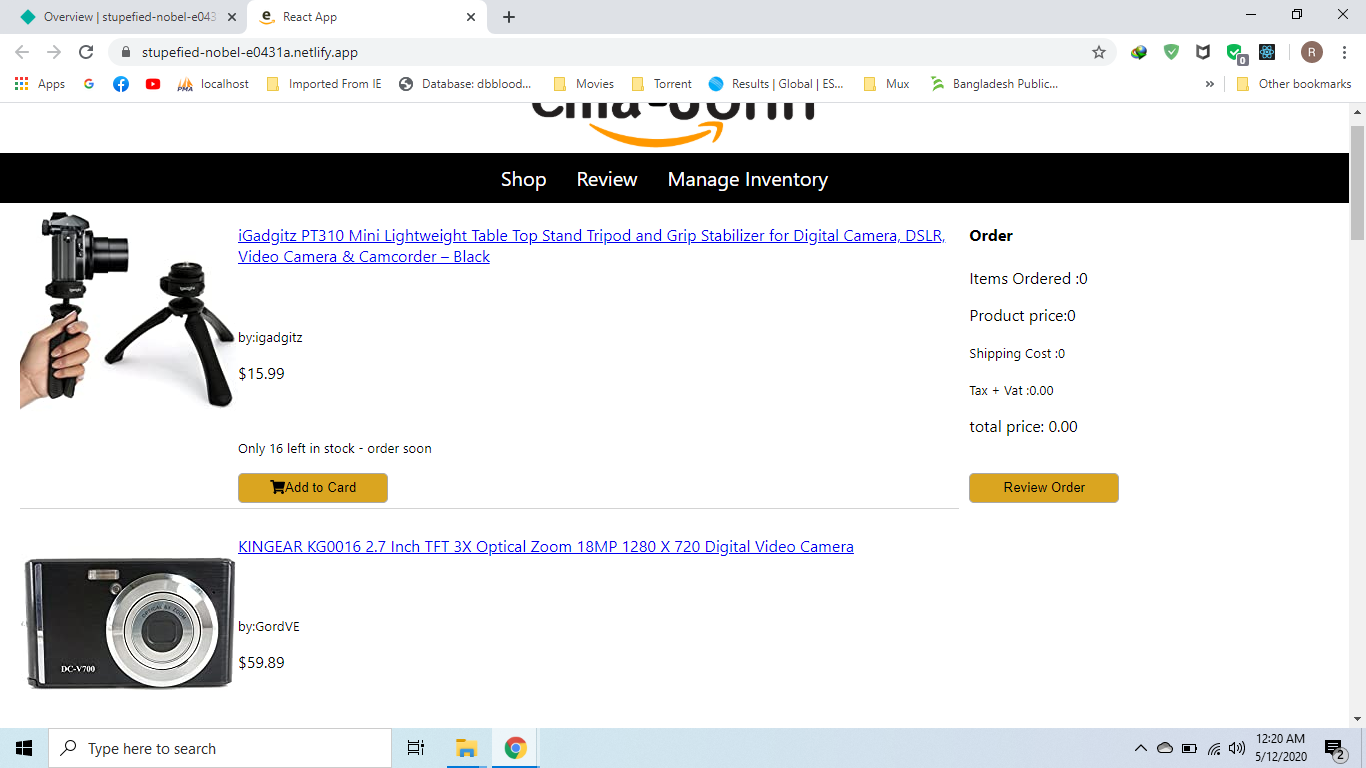 Overview | stupefied-nobel-e043
React App
stupefied-nobel-e0431a.netlify.app
R
0
Apps
localhost
Imported From IE
Database: dbblood...
Movies
Torrent
Results | Global | ES...
Mux
Bangladesh Public...
»
Other bookmarks
PMA
Ema-John
Shop
Review
Manage Inventory
iGadgitz PT310 Mini Lightweight Table Top Stand Tripod and Grip Stabilizer for Digital Camera, DSLR,
Video Camera & Camcorder – Black
by:igadgitz
$15.99
Only 16 left in stock - order soon
Add to Card
Order
Items Ordered :0
Product price:0
Shipping Cost :0
Tax + Vat :0.00
total price: 0.00
Review Order
KINGEAR KG0016 2.7 Inch TFT 3X Optical Zoom 18MP 1280 X 720 Digital Video Camera
by:GordVE
$59.89
DC-V700
Type here to search
12:20 AM
5/12/2020
2